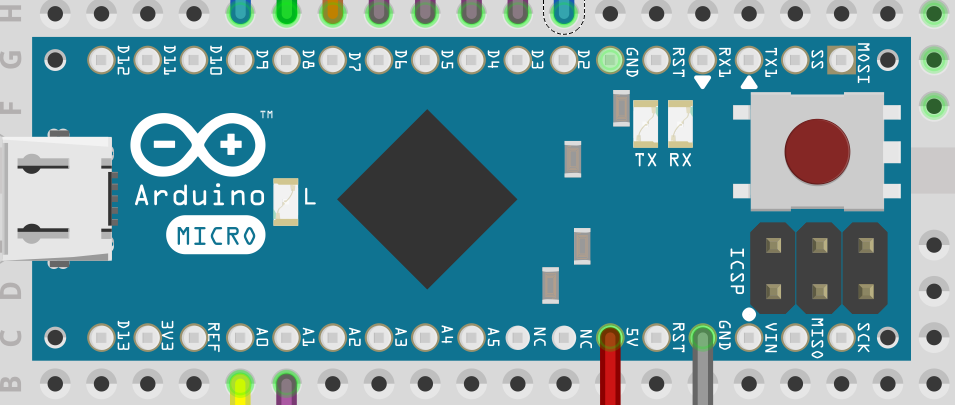 H
G
F
C
B
D12 D11 D10 D9 D8 D7 D6 D5 D4 D3 D2 GND RST RX1 TX1 SS MOSI
TM
Arduino
MICRO
L
TX RX
ICSP
D13 3V3 REF A0 A1 A2 A3 A4 A5 NC NC 5V RST GND VIN MISO SCK